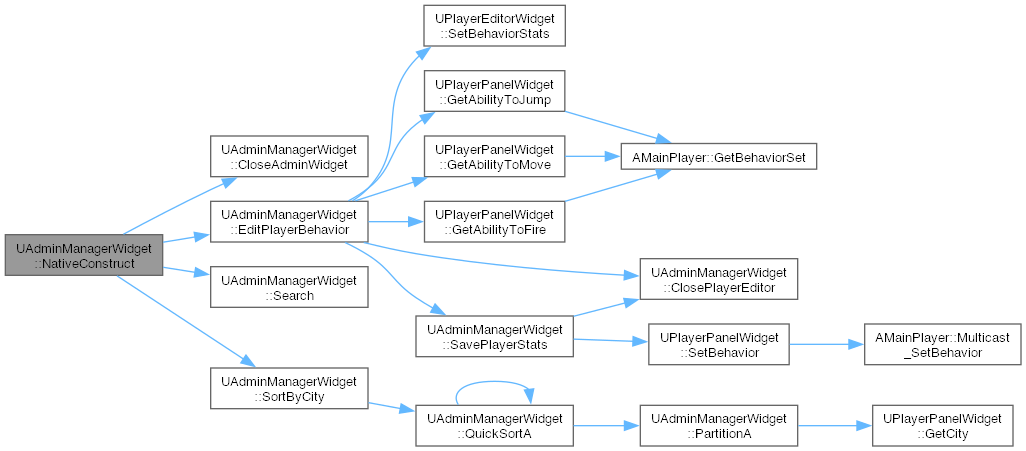 UPlayerEditorWidget
::SetBehaviorStats
UPlayerPanelWidget
::GetAbilityToJump
UAdminManagerWidget
::CloseAdminWidget
UPlayerPanelWidget
::GetAbilityToMove
AMainPlayer::GetBehaviorSet
UAdminManagerWidget
::EditPlayerBehavior
UPlayerPanelWidget
::GetAbilityToFire
UAdminManagerWidget
::NativeConstruct
UAdminManagerWidget
::Search
UAdminManagerWidget
::ClosePlayerEditor
UAdminManagerWidget
::SavePlayerStats
UPlayerPanelWidget
::SetBehavior
AMainPlayer::Multicast
_SetBehavior
UAdminManagerWidget
::SortByCity
UAdminManagerWidget
::QuickSortA
UAdminManagerWidget
::PartitionA
UPlayerPanelWidget
::GetCity